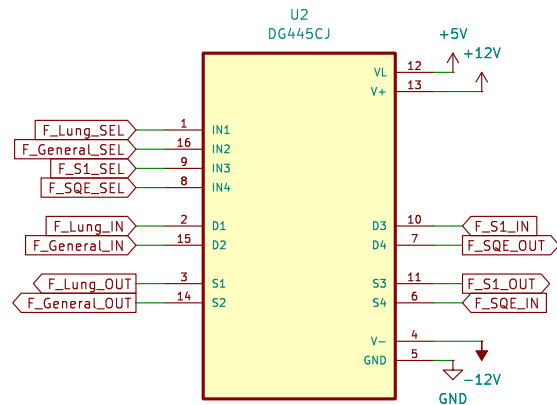 U2
DG445CJ
+5V
+12V
VL 12
V+ 13
F_Lung_SEL 1 IN1
F_General_SEL 16 IN2
F_S1_SEL 9 IN3
F_SQE_SEL 8 IN4
F_Lung_IN 2 D1 D3 10 F_S1_IN
F_General_IN 15 D2 D4 7 F_SQE_OUT
F_Lung_OUT 3 S1 S3 11 F_S1_OUT
F_General_OUT 14 S2 S4 6 F_SQE_IN
V- 4
GND 5
-12V
GND